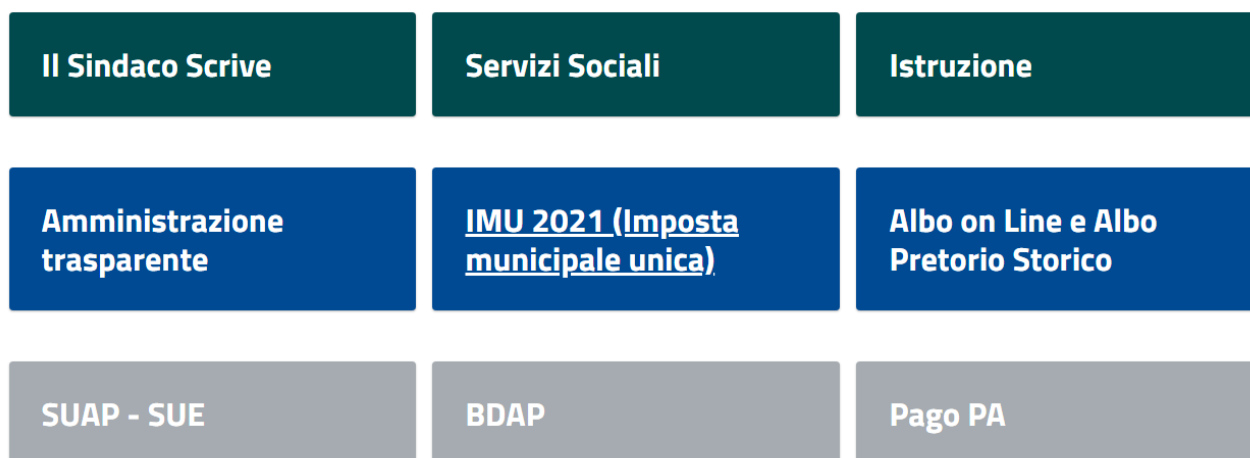 Il Sindaco Scrive
Servizi Sociali
Istruzione
Amministrazione
trasparente
IMU 2021 (Imposta
municipale unica)
Albo on Line e Albo
Pretorio Storico
SUAP - SUE
BDAP
Pago PA